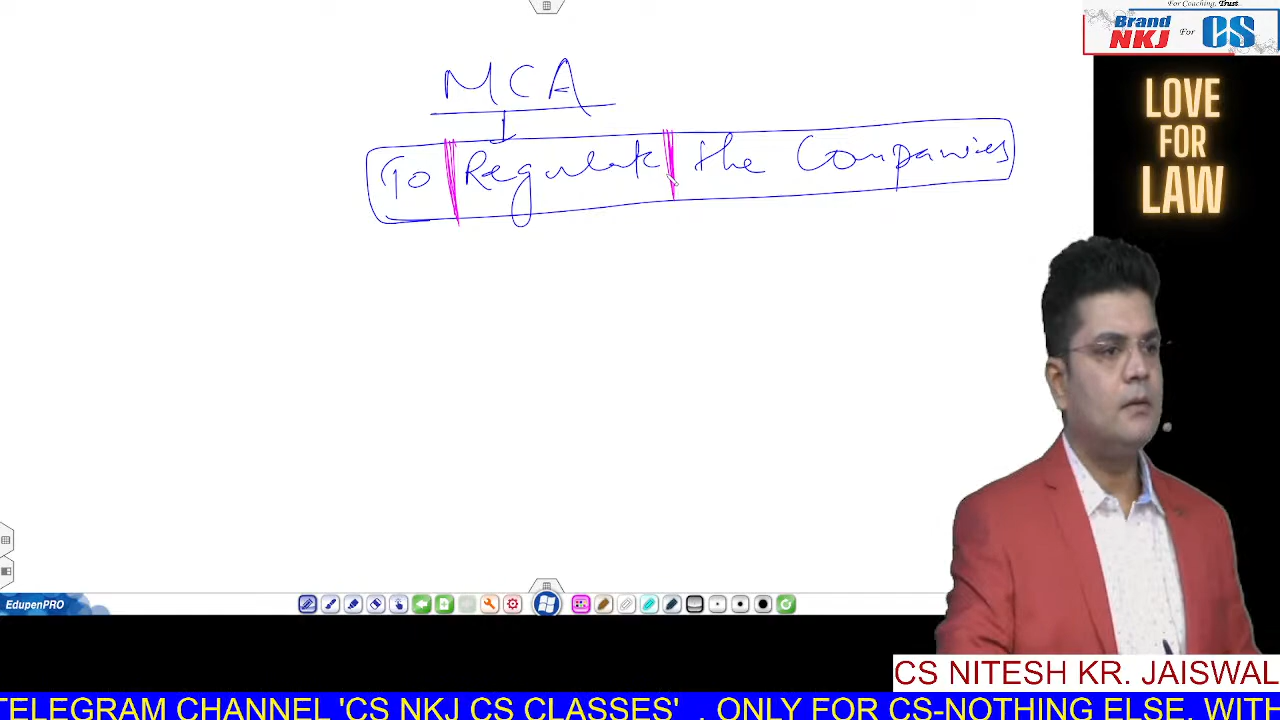 For Coaching, Trust
Brand
NKJ
For
CS
MCA
To Regulate the Companies
LOVE
FOR
LAW
EdupenPRO
CS NITESH KR. JAISWAL
TELEGRAM CHANNEL 'CS NKJ CS CLASSES' , ONLY FOR CS-NOTHING ELSE, WITH